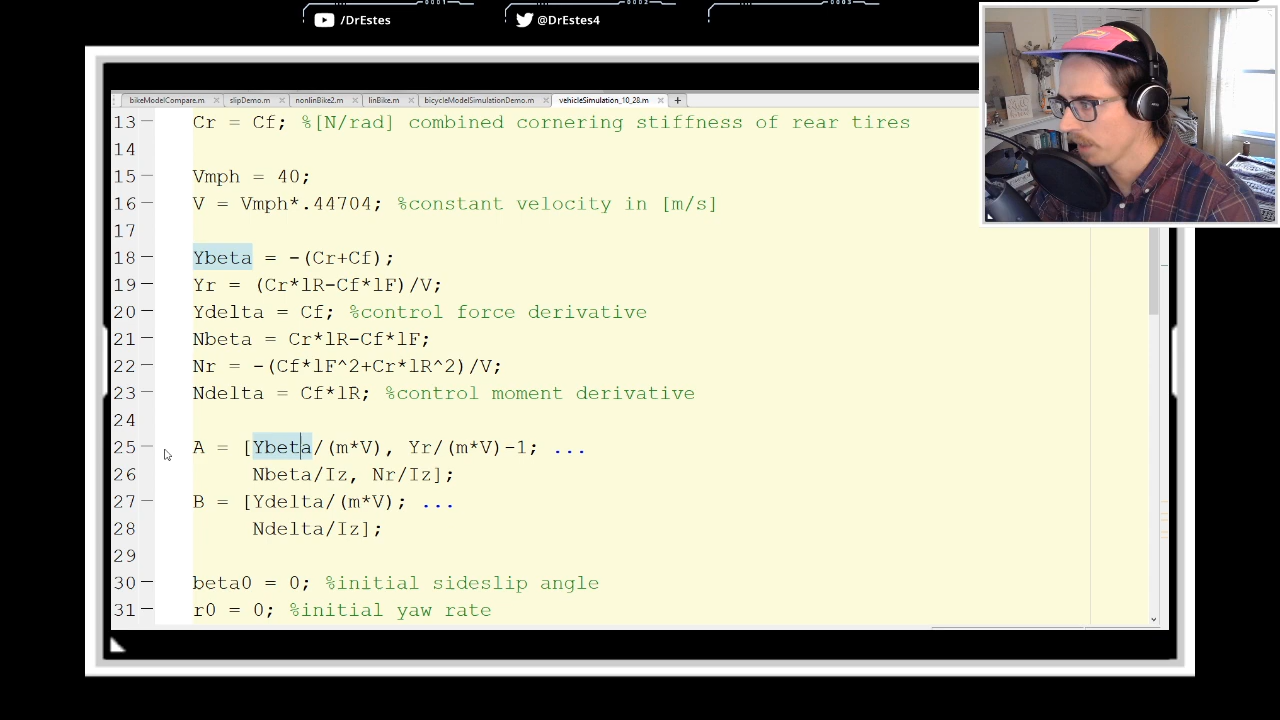 0001
0002
0003
/DrEstes
@DrEstes4
bikeModelCompare.m
slipDemo.m
nonlinBike2.m
linBike.m
bicycleModelSimulationDemo.m
vehicleSimulation_10_28.m
13 Cr = Cf; %[N/rad] combined cornering stiffness of rear tires
14
15 Vmph = 40;
16 V = Vmph*.44704; %constant velocity in [m/s]
17
18 Ybeta = -(Cr+Cf);
19 Yr = (Cr*lR-Cf*lF)/V;
20 Ydelta = Cf; %control force derivative
21 Nbeta = Cr*lR-Cf*lF;
22 Nr = -(Cf*lF^2+Cr*lR^2)/V;
23 Ndelta = Cf*lR; %control moment derivative
24
25 A = [Ybeta/(m*V), Yr/(m*V)-1; ...
26 Nbeta/Iz, Nr/Iz];
27 B = [Ydelta/(m*V); ...
28 Ndelta/Iz];
29
30 beta0 = 0; %initial sideslip angle
31 r0 = 0; %initial yaw rate